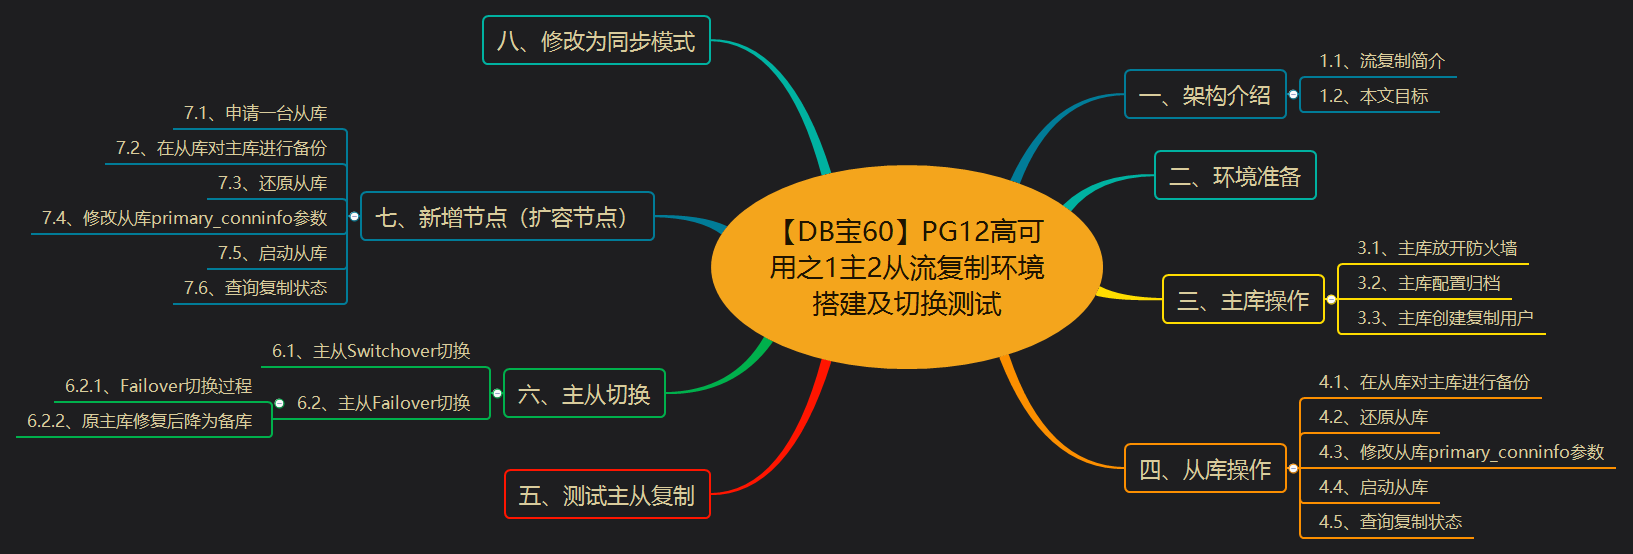 【DB宝60】PG12高可
用之1主2从流复制环境
搭建及切换测试
一、架构介绍
1.1、流复制简介
1.2、本文目标
二、环境准备
三、主库操作
3.1、主库放开防火墙
3.2、主库配置归档
3.3、主库创建复制用户
四、从库操作
4.1、在从库对主库进行备份
4.2、还原从库
4.3、修改从库primary_conninfo参数
4.4、启动从库
4.5、查询复制状态
五、测试主从复制
六、主从切换
6.1、主从Switchover切换
6.2、主从Failover切换
6.2.1、Failover切换过程
6.2.2、原主库修复后降为备库
七、新增节点（扩容节点）
7.1、申请一台从库
7.2、在从库对主库进行备份
7.3、还原从库
7.4、修改从库primary_conninfo参数
7.5、启动从库
7.6、查询复制状态
八、修改为同步模式